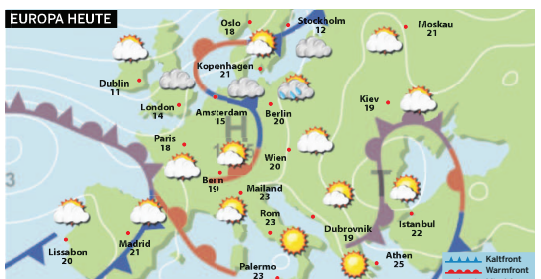 EUROPA HEUTE
Oslo
18
Stockholm
12
Moskau
21
Kopenhagen
21
Dublin
11
London
14
Amsterdam
15
Berlin
20
Kiev
19
Paris
18
H
Wien
20
Bern
19
Mailand
23
T
Rom
23
Dubrovnik
19
Istanbul
22
Lissabon
20
Madrid
21
Palermo
23
Athen
25
Kaltfront
Warmfront